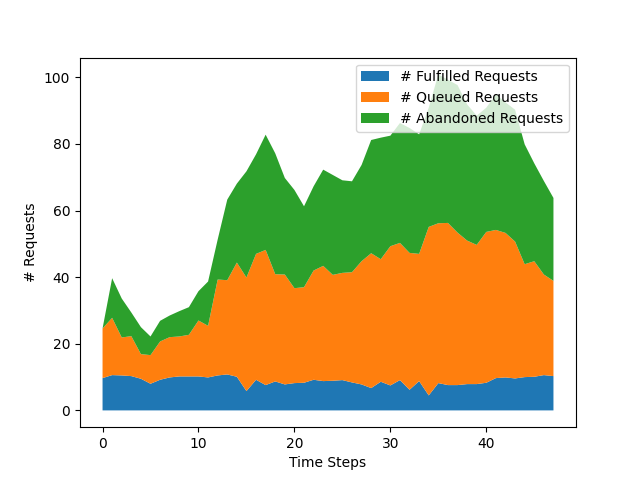 # Fulfilled Requests
# Queued Requests
# Abandoned Requests
100
80
60
40
20
0
# Requests
0 10 20 30 40
Time Steps